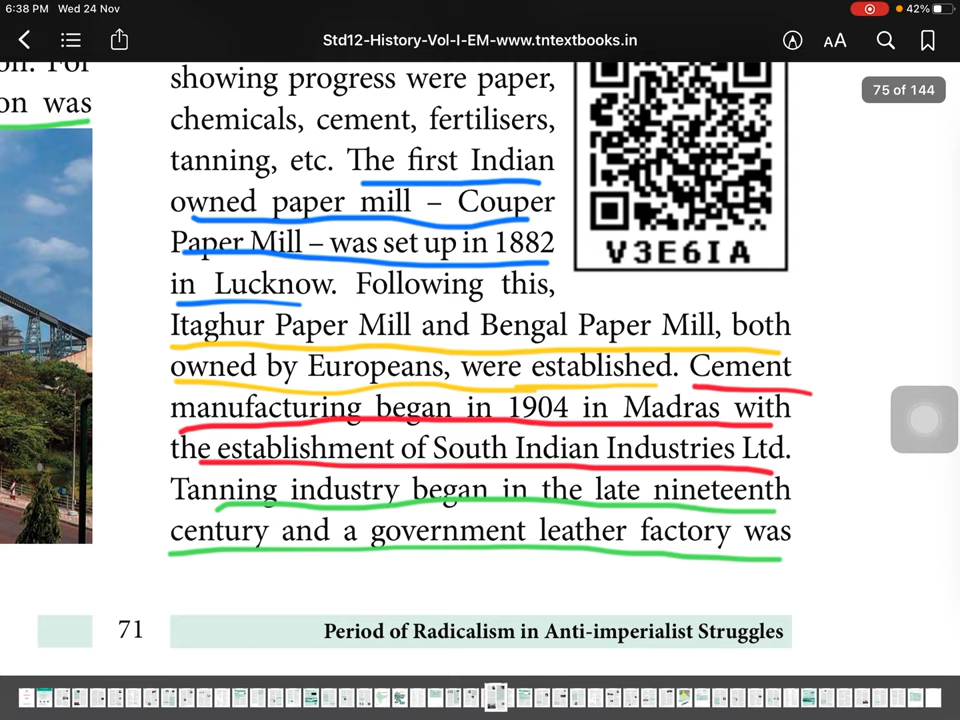 6:38 PM Wed 24 Nov
42%
Std12-History-Vol-I-EM-www.tntextbooks.in
AA
75 of 144
on. For
on was
showing progress were paper,
chemicals, cement, fertilisers,
tanning, etc. The first Indian
owned paper mill – Couper
Paper Mill – was set up in 1882
in Lucknow. Following this,
Itaghur Paper Mill and Bengal Paper Mill, both
owned by Europeans, were established. Cement
manufacturing began in 1904 in Madras with
the establishment of South Indian Industries Ltd.
Tanning industry began in the late nineteenth
century and a government leather factory was
V3E6IA
71
Period of Radicalism in Anti-imperialist Struggles